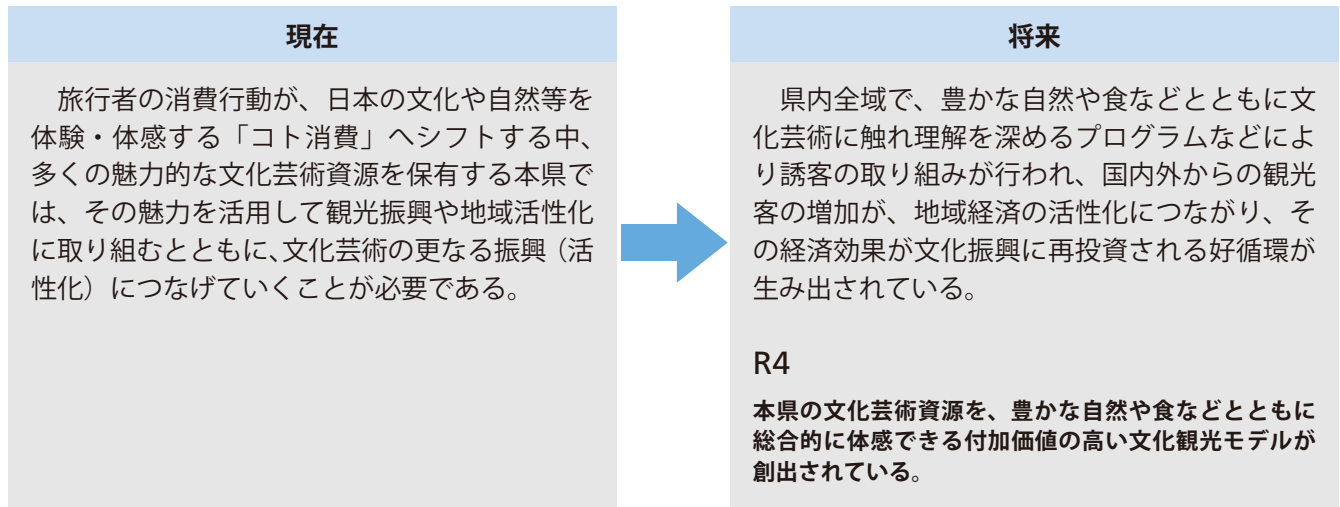 現在
旅行者の消費行動が、日本の文化や自然等を
体験・体感する「コト消費」へシフトする中、
多くの魅力的な文化芸術資源を保有する本県で
は、その魅力を活用して観光振興や地域活性化
に取り組むとともに、文化芸術の更なる振興（活
性化）につなげていくことが必要である。
将来
県内全域で、豊かな自然や食などとともに文
化芸術に触れ理解を深めるプログラムなどによ
り誘客の取り組みが行われ、国内外からの観光
客の増加が、地域経済の活性化につながり、そ
の経済効果が文化振興に再投資される好循環が
生み出されている。
R4
本県の文化芸術資源を、豊かな自然や食などとともに
総合的に体感できる付加価値の高い文化観光モデルが
創出されている。